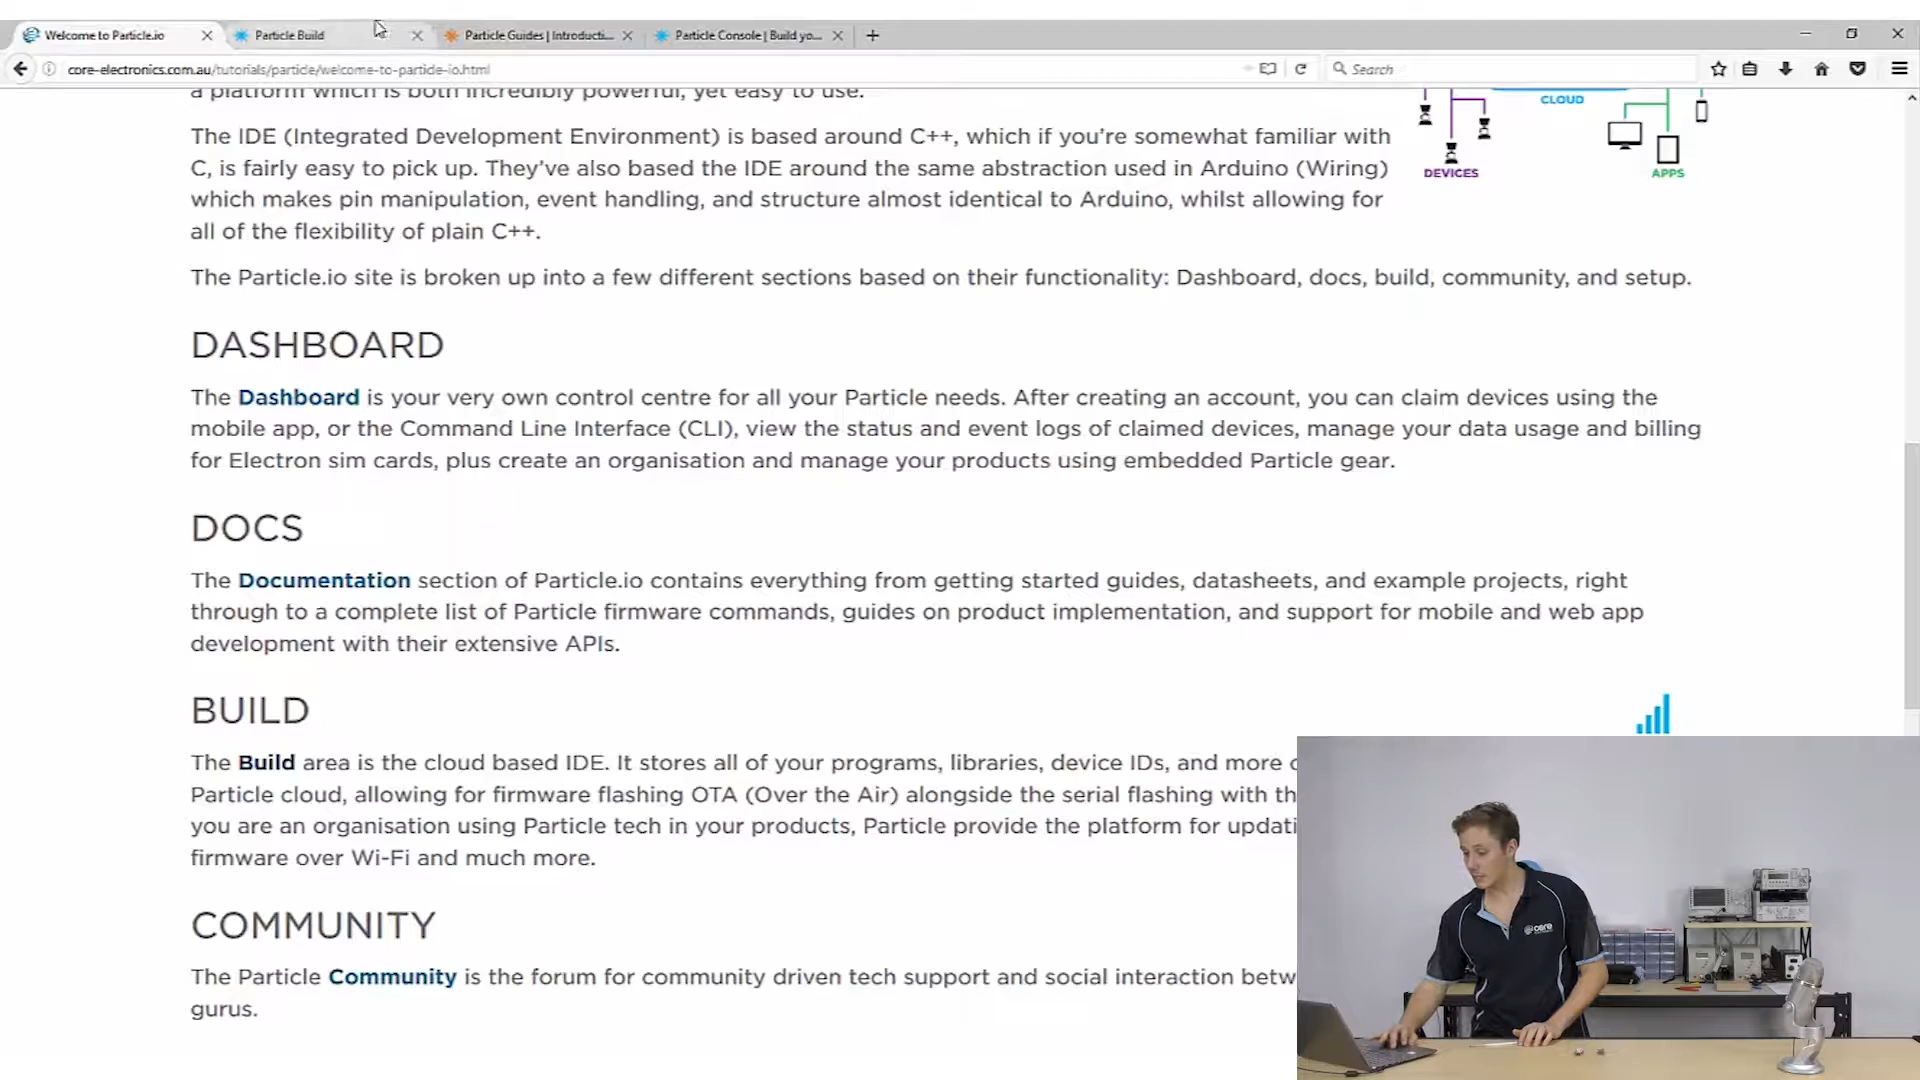 Welcome to Particle.io
Particle Build
Particle Guides | Introducti...
Particle Console | Build yo...
core-electronics.com.au/tutorials/particle/welcome-to-particle-io.html
Search
a platform which is both incredibly powerful, yet easy to use.
The IDE (Integrated Development Environment) is based around C++, which if you're somewhat familiar with
C, is fairly easy to pick up. They've also based the IDE around the same abstraction used in Arduino (Wiring)
which makes pin manipulation, event handling, and structure almost identical to Arduino, whilst allowing for
all of the flexibility of plain C++.
CLOUD
DEVICES
APPS
The Particle.io site is broken up into a few different sections based on their functionality: Dashboard, docs, build, community, and setup.
DASHBOARD
The Dashboard is your very own control centre for all your Particle needs. After creating an account, you can claim devices using the
mobile app, or the Command Line Interface (CLI), view the status and event logs of claimed devices, manage your data usage and billing
for Electron sim cards, plus create an organisation and manage your products using embedded Particle gear.
DOCS
The Documentation section of Particle.io contains everything from getting started guides, datasheets, and example projects, right
through to a complete list of Particle firmware commands, guides on product implementation, and support for mobile and web app
development with their extensive APIs.
BUILD
The Build area is the cloud based IDE. It stores all of your programs, libraries, device IDs, and more
Particle cloud, allowing for firmware flashing OTA (Over the Air) alongside the serial flashing with th
you are an organisation using Particle tech in your products, Particle provide the platform for updati
firmware over Wi-Fi and much more.
COMMUNITY
The Particle Community is the forum for community driven tech support and social interaction betw
gurus.
core